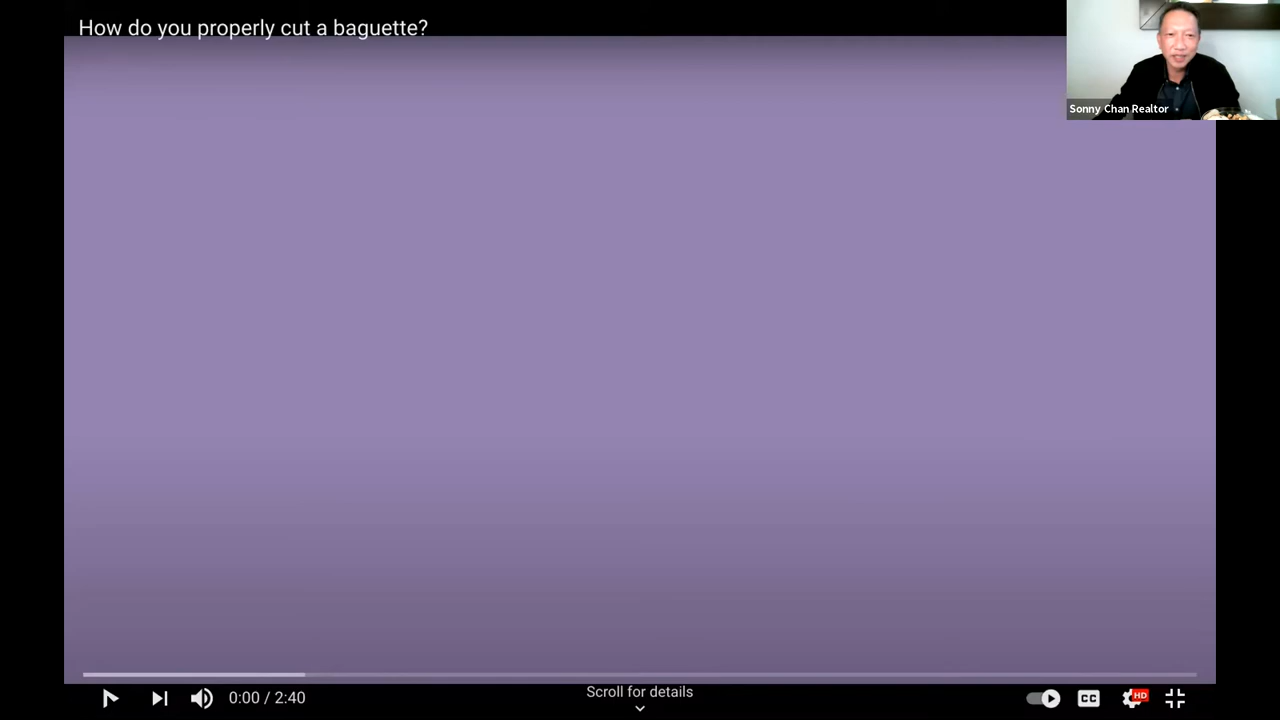 How do you properly cut a baguette?
Sonny Chan Realtor
0:00 / 2:40
Scroll for details
CC
HD